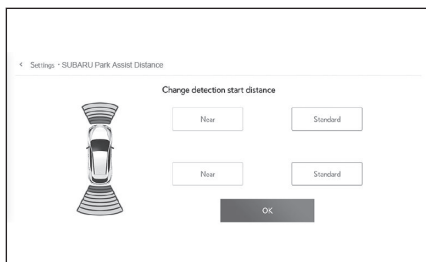 < Settings • SUBARU Park Assist Distance
Change detection start distance
Near Standard
Near Standard
OK